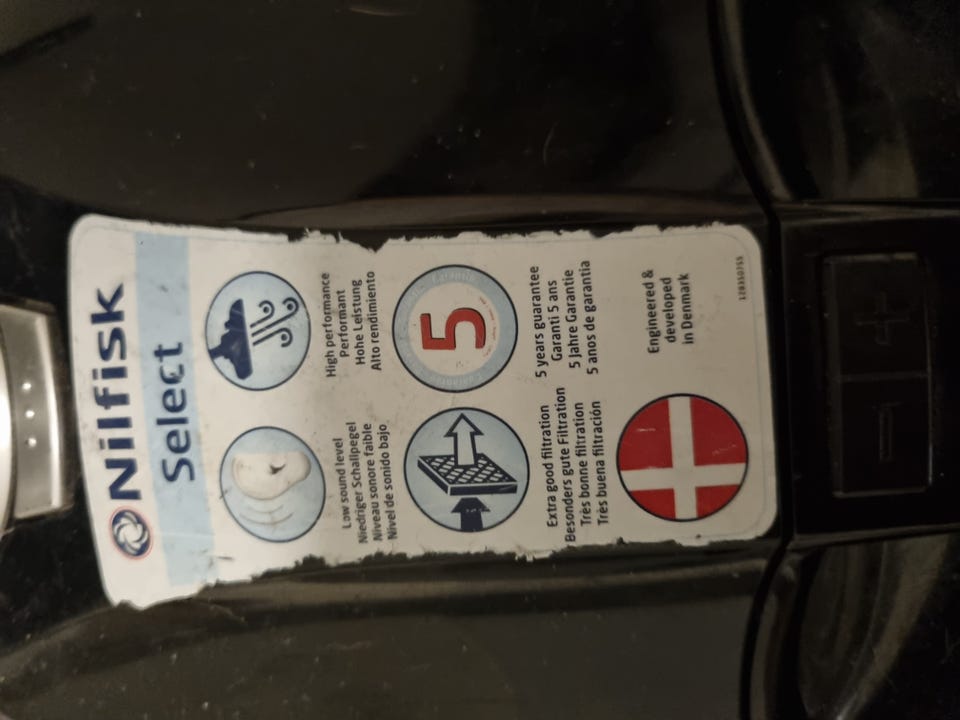 Nilfisk
Select
Low sound level
Niedriger Schallpegel
Niveau sonore faible
Nivel de sonido bajo
High performance
Performant
Hohe Leistung
Alto rendimiento
Extra good filtration
Besonders gute Filtration
Très bonne filtration
Très buena filtración
5
5 years guarantee
Garanti 5 ans
5 Jahre Garantie
5 anos de garantia
Engineered &
developed
in Denmark
128350755
- +